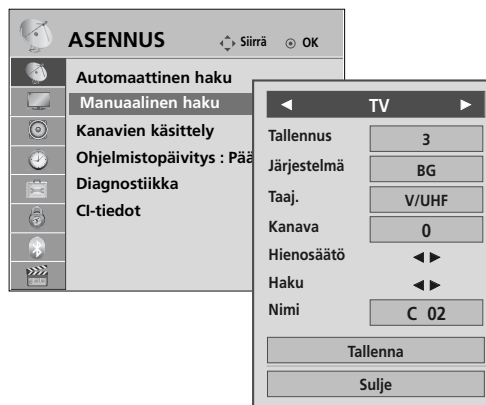 ASENNUS Siirrä OK
Automaattinen haku
Manuaalinen haku
Kanavien käsittely
Ohjelmistopäivitys : Pää
Diagnostiikka
CI-tiedot
TV
Tallennus 3
Järjestelmä BG
Taaj. V/UHF
Kanava 0
Hienosäätö
Haku
Nimi C 02
Tallenna
Sulje